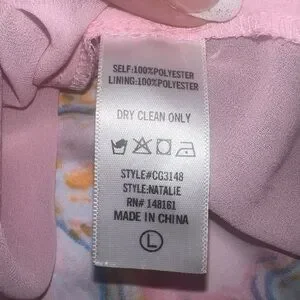 SELF:100%POLYESTER
LINING:100%POLYESTER
DRY CLEAN ONLY
STYLE#CG3148
STYLE:NATALIE
RN# 148161
MADE IN CHINA
L